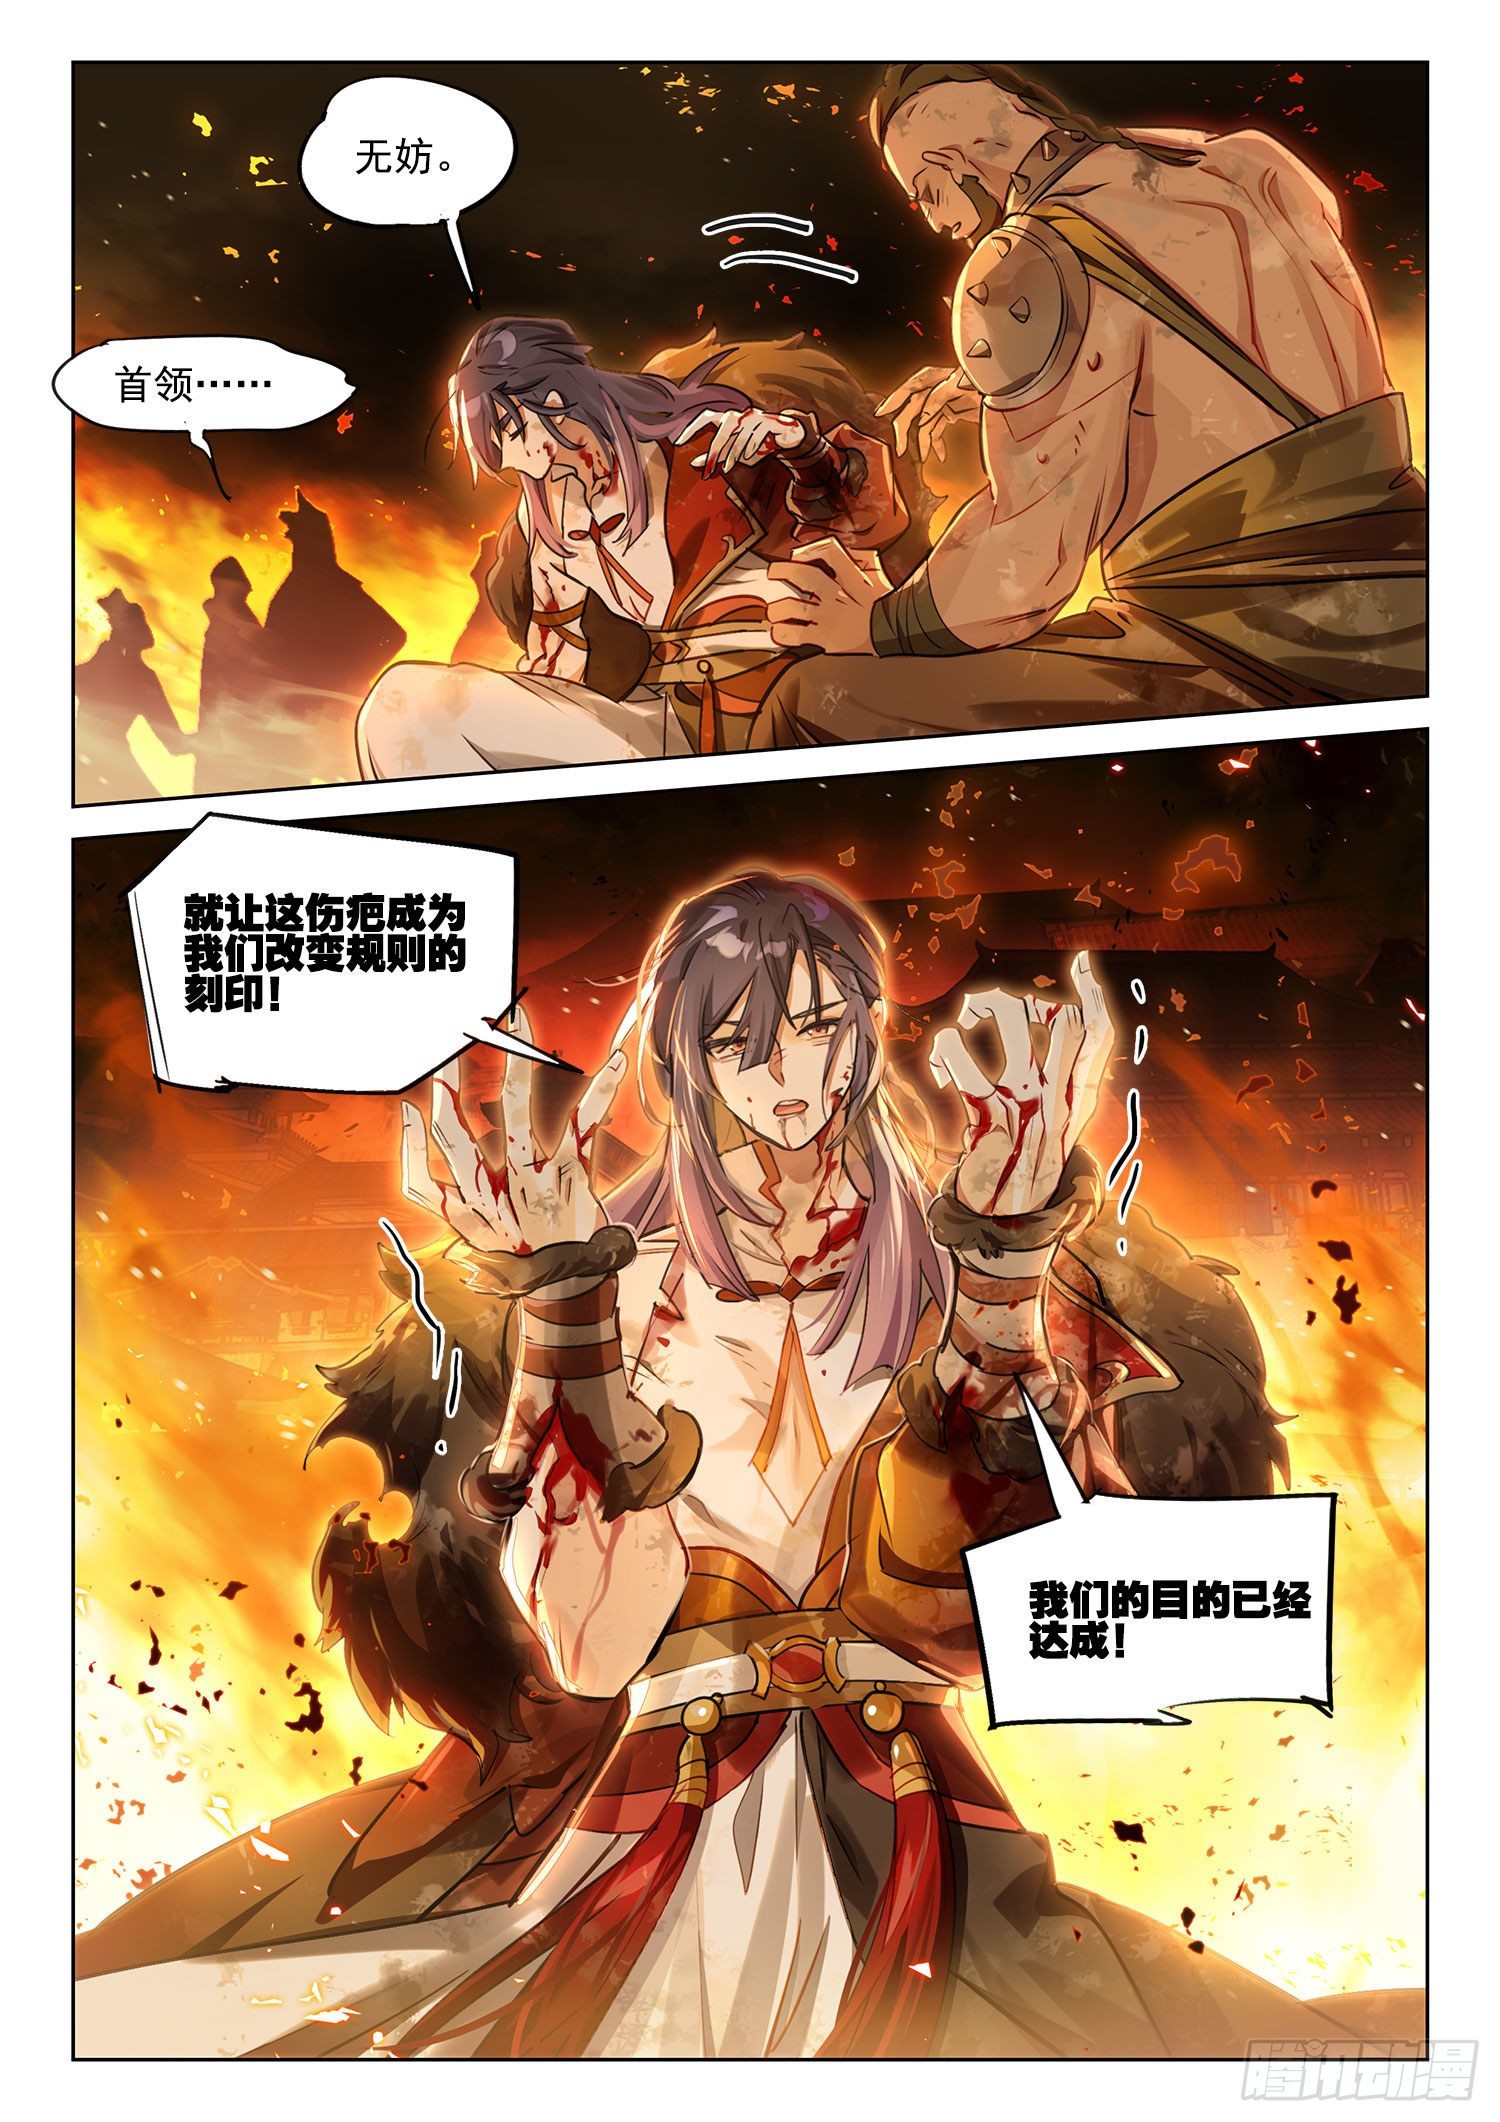 无妨。
首领……
就让这伤疤成为
我们改变规则的
刻印！
我们的目的已经
达成！
腾讯动漫